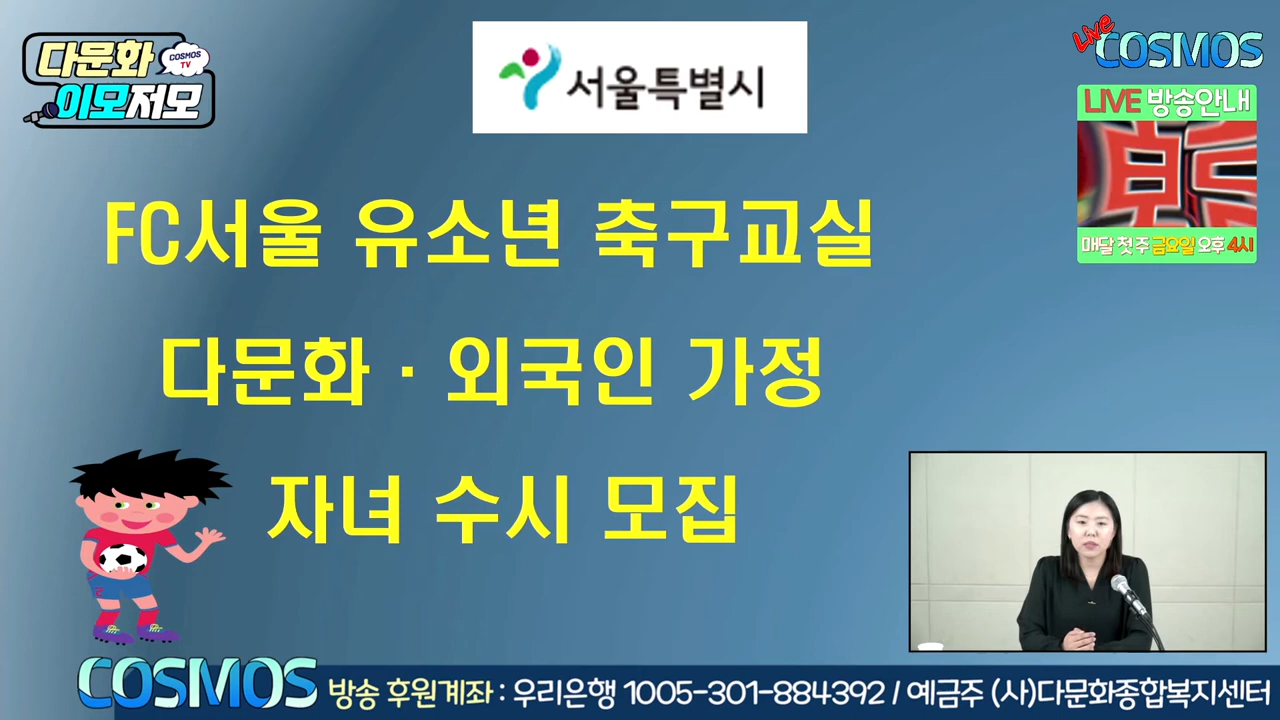 다문화
COSMOS
TV
이모저모
서울특별시
Live
COSMOS
LIVE 방송안내
매달 첫 주 금요일 오후 4시
FC서울 유소년 축구교실
다문화 · 외국인 가정
자녀 수시 모집
COSMOS
방송 후원계좌 : 우리은행 1005-301-884392 / 예금주 (사)다문화종합복지센터